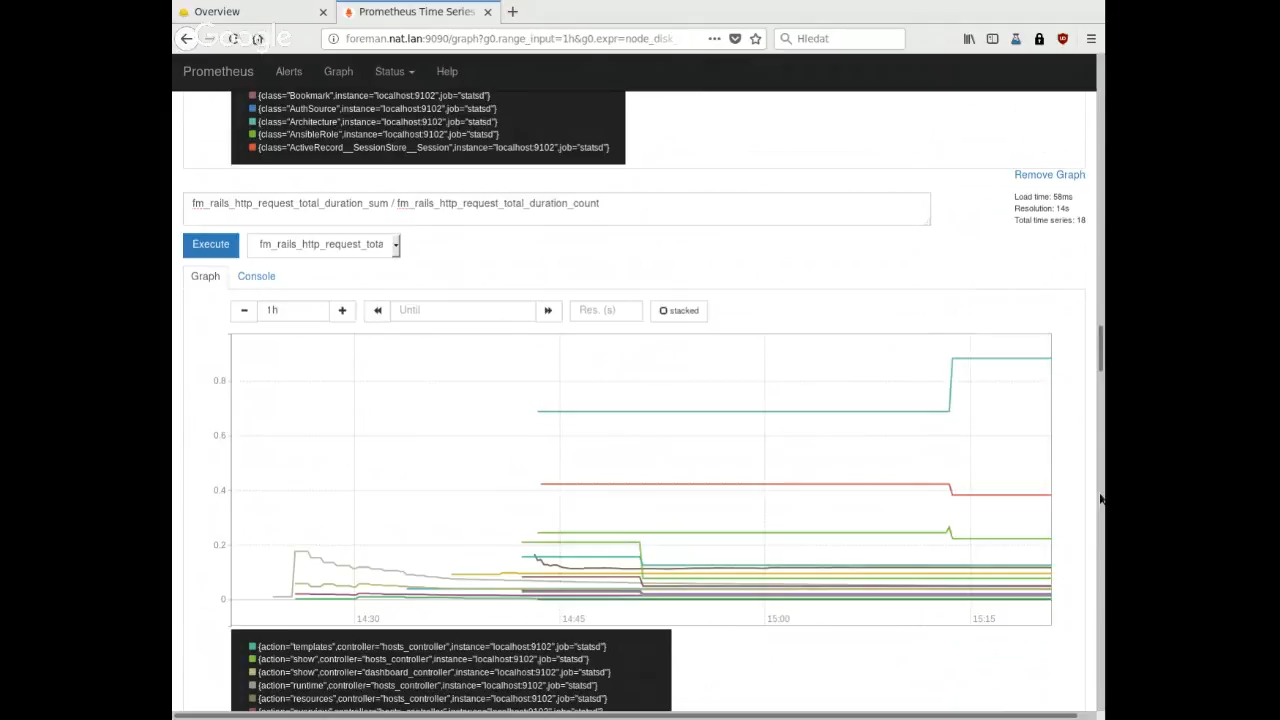 Overview
Prometheus Time Series
Google
foreman.nat.lan:9090/graph?g0.range_input=1h&g0.expr=node_disk_
Hledat
Prometheus Alerts Graph Status Help
{class="Bookmark",instance="localhost:9102",job="statsd"}
{class="AuthSource",instance="localhost:9102",job="statsd"}
{class="Architecture",instance="localhost:9102",job="statsd"}
{class="AnsibleRole",instance="localhost:9102",job="statsd"}
{class="ActiveRecord__SessionStore__Session",instance="localhost:9102",job="statsd"}
Remove Graph
fm_rails_http_request_total_duration_sum / fm_rails_http_request_total_duration_count
Load time: 58ms
Resolution: 14s
Total time series: 18
Execute
fm_rails_http_request_tota
Graph Console
1h
Until
Res. (s)
stacked
0.8
0.6
0.4
0.2
0
14:30 14:45 15:00 15:15
{action="templates",controller="hosts_controller",instance="localhost:9102",job="statsd"}
{action="show",controller="hosts_controller",instance="localhost:9102",job="statsd"}
{action="show",controller="dashboard_controller",instance="localhost:9102",job="statsd"}
{action="runtime",controller="hosts_controller",instance="localhost:9102",job="statsd"}
{action="resources",controller="hosts_controller",instance="localhost:9102",job="statsd"}